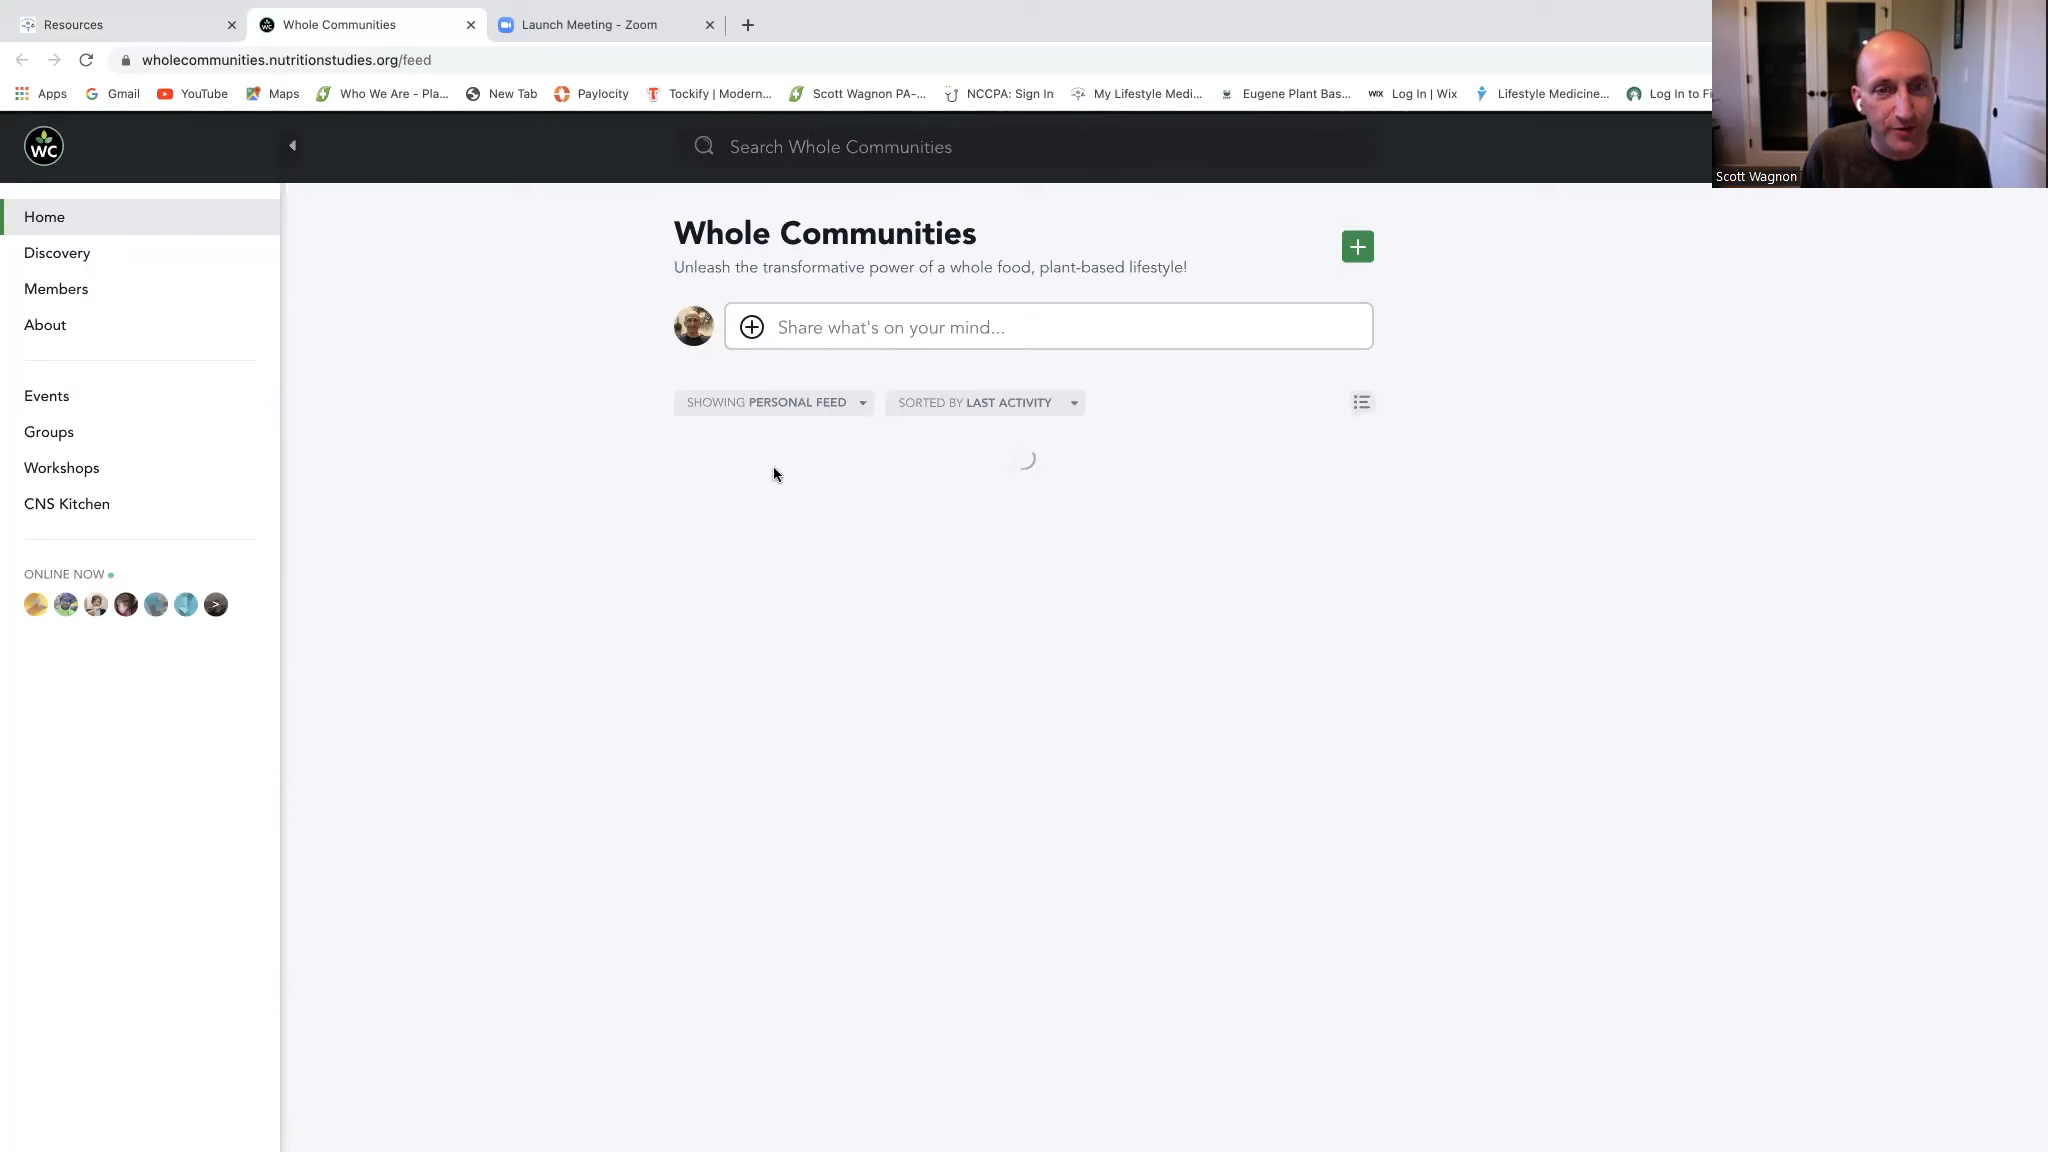 Resources
Whole Communities
Launch Meeting - Zoom
wholecommunities.nutritionstudies.org/feed
Apps
Gmail
YouTube
Maps
Who We Are - Pla...
New Tab
Paylocity
Tockify | Modern...
Scott Wagnon PA-...
NCCPA: Sign In
My Lifestyle Medi...
Eugene Plant Bas...
WIX
Log In | Wix
Lifestyle Medicine...
Log In to Fi
WC
Search Whole Communities
Scott Wagnon
Home
Discovery
Members
About
Events
Groups
Workshops
CNS Kitchen
ONLINE NOW
>
Whole Communities
Unleash the transformative power of a whole food, plant-based lifestyle!
Share what's on your mind...
SHOWING PERSONAL FEED
SORTED BY LAST ACTIVITY